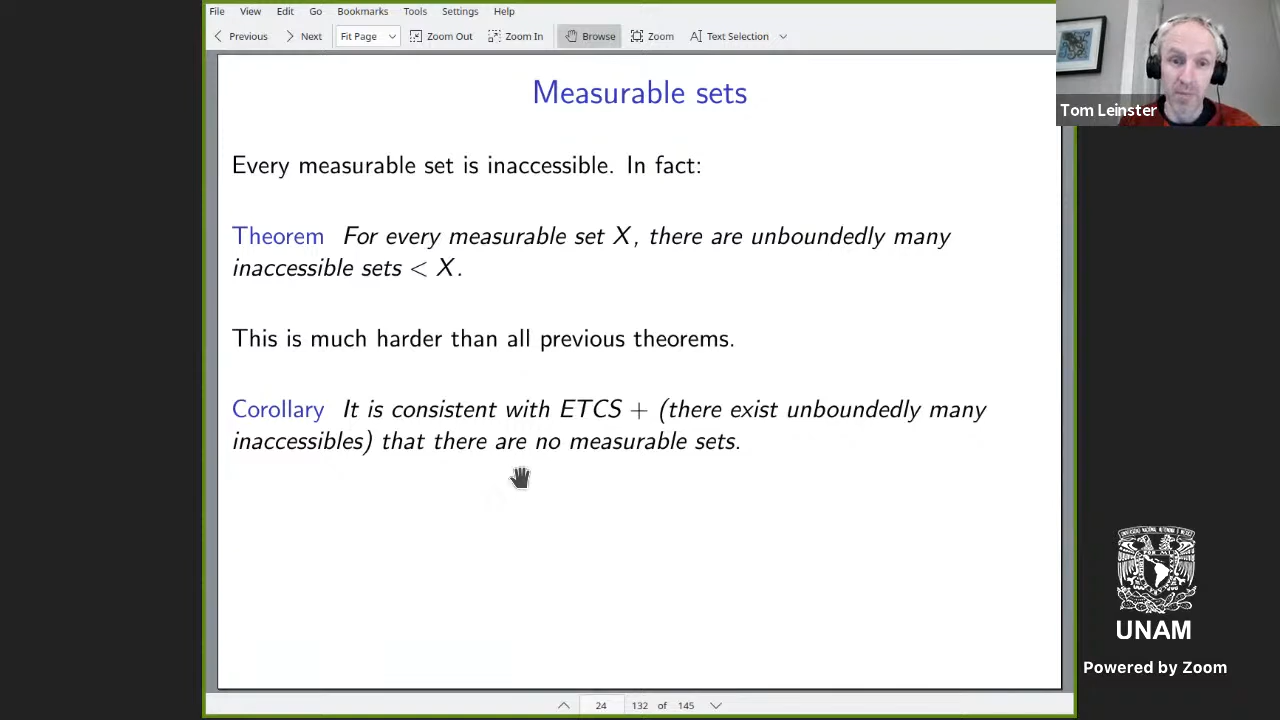 File View Edit Go Bookmarks Tools Settings Help
Previous Next Fit Page Zoom Out Zoom In Browse Zoom Text Selection
Tom Leinster
Measurable sets
Every measurable set is inaccessible. In fact:
Theorem For every measurable set X, there are unboundedly many
inaccessible sets < X.
This is much harder than all previous theorems.
Corollary It is consistent with ETCS + (there exist unboundedly many
inaccessibles) that there are no measurable sets.
UNAM
Powered by Zoom
24 132 of 145